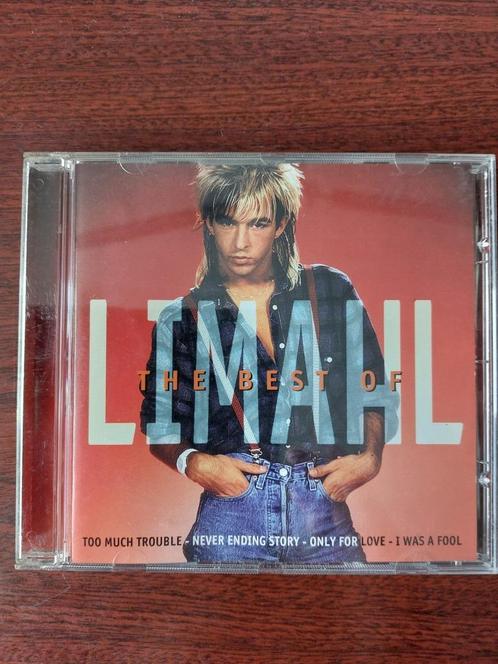 LIMAHL
THE BEST OF
TOO MUCH TROUBLE - NEVER ENDING STORY - ONLY FOR LOVE - I WAS A FOOL